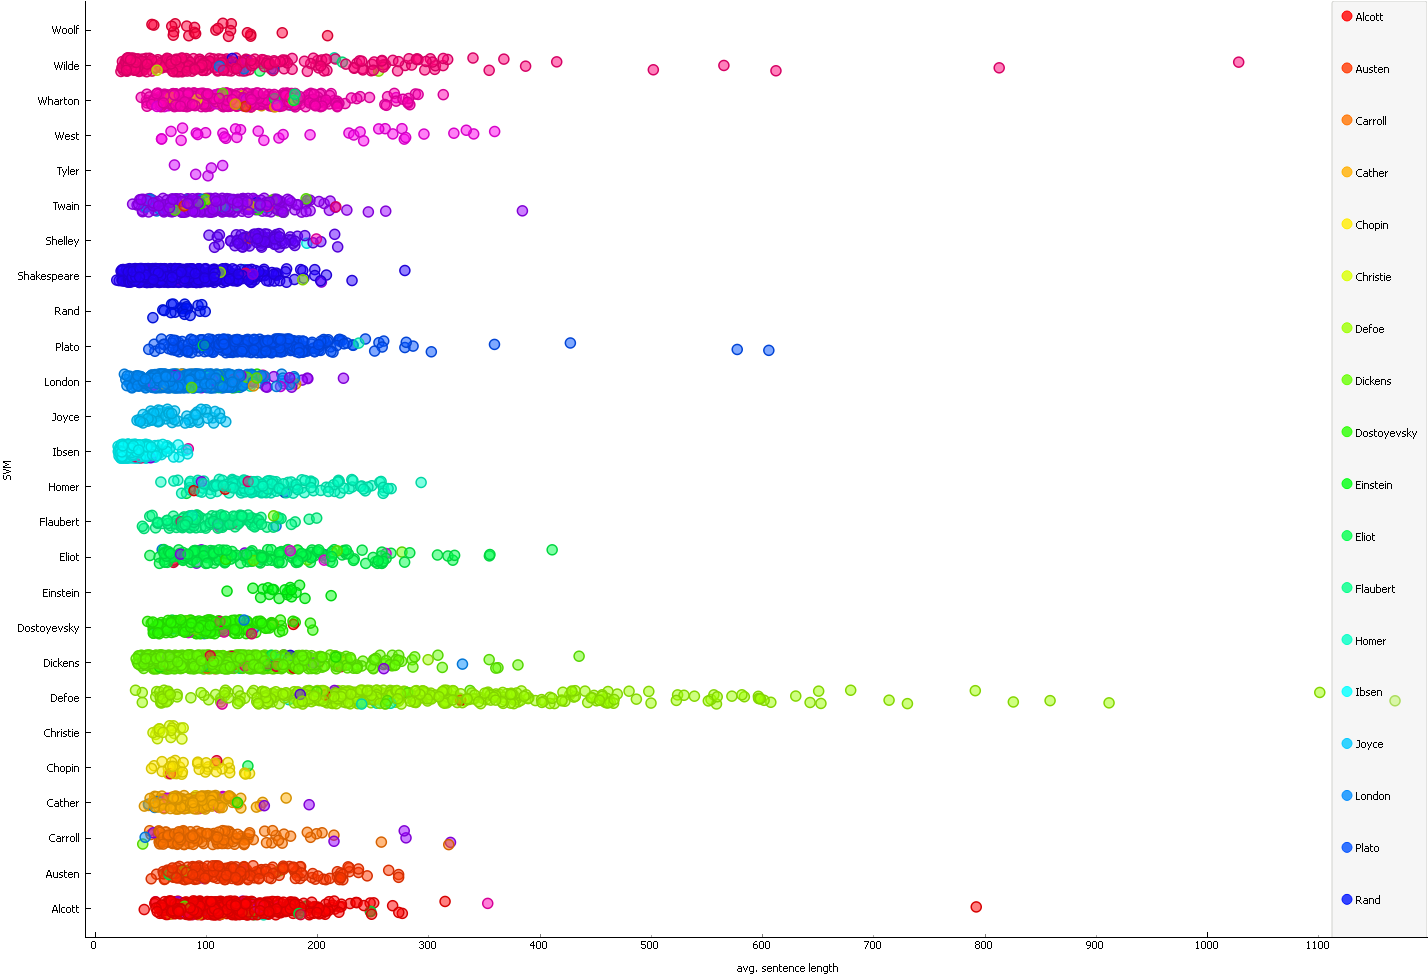 Woolf
Wilde
Wharton
West
Tyler
Twain
Shelley
Shakespeare
Rand
Plato
London
Joyce
Ibsen
Homer
Flaubert
Eliot
Einstein
Dostoyevsky
Dickens
Defoe
Christie
Chopin
Cather
Carroll
Austen
Alcott
SVM
0 100 200 300 400 500 600 700 800 900 1000 1100
avg. sentence length
Alcott
Austen
Carroll
Cather
Chopin
Christie
Defoe
Dickens
Dostoyevsky
Einstein
Eliot
Flaubert
Homer
Ibsen
Joyce
London
Plato
Rand